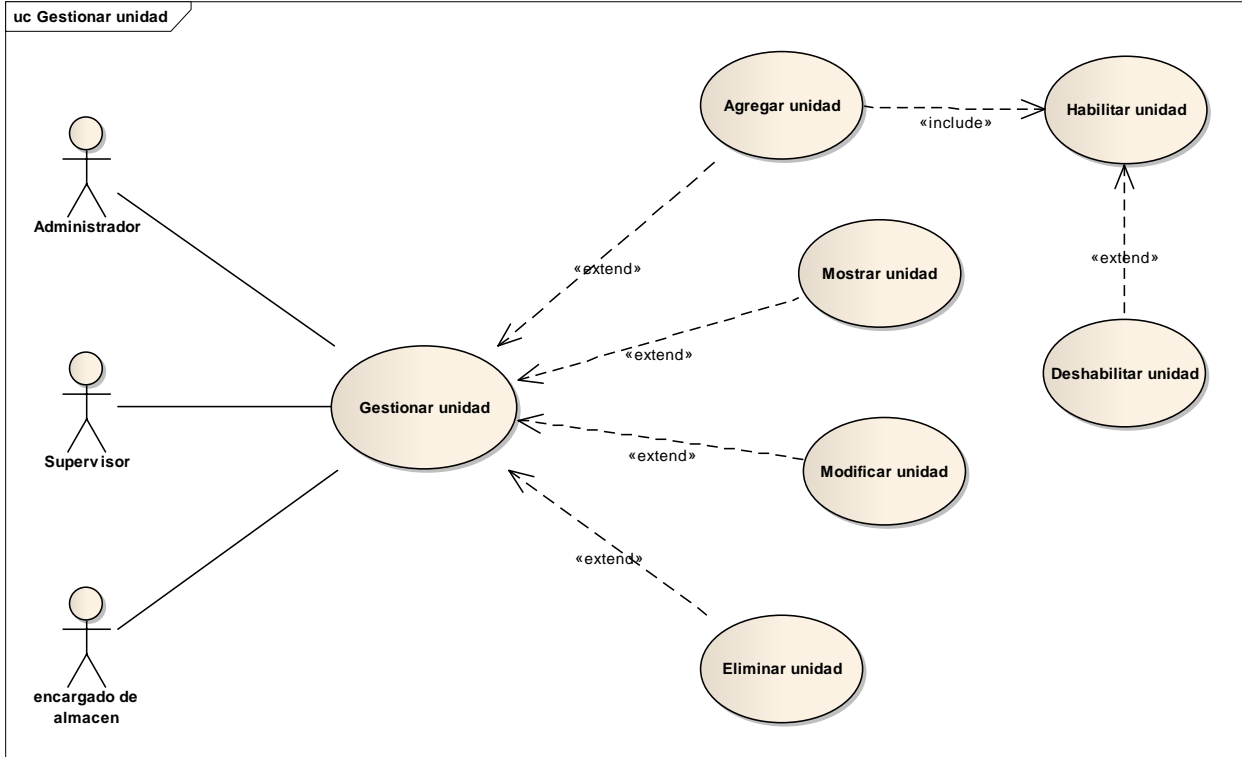 uc Gestionar unidad
Agregar unidad
«include»
Habilitar unidad
Administrador
«extend»
Mostrar unidad
«extend»
«extend»
Deshabilitar unidad
Gestionar unidad
Supervisor
«extend»
Modificar unidad
«extend»
Eliminar unidad
encargado de
almacen